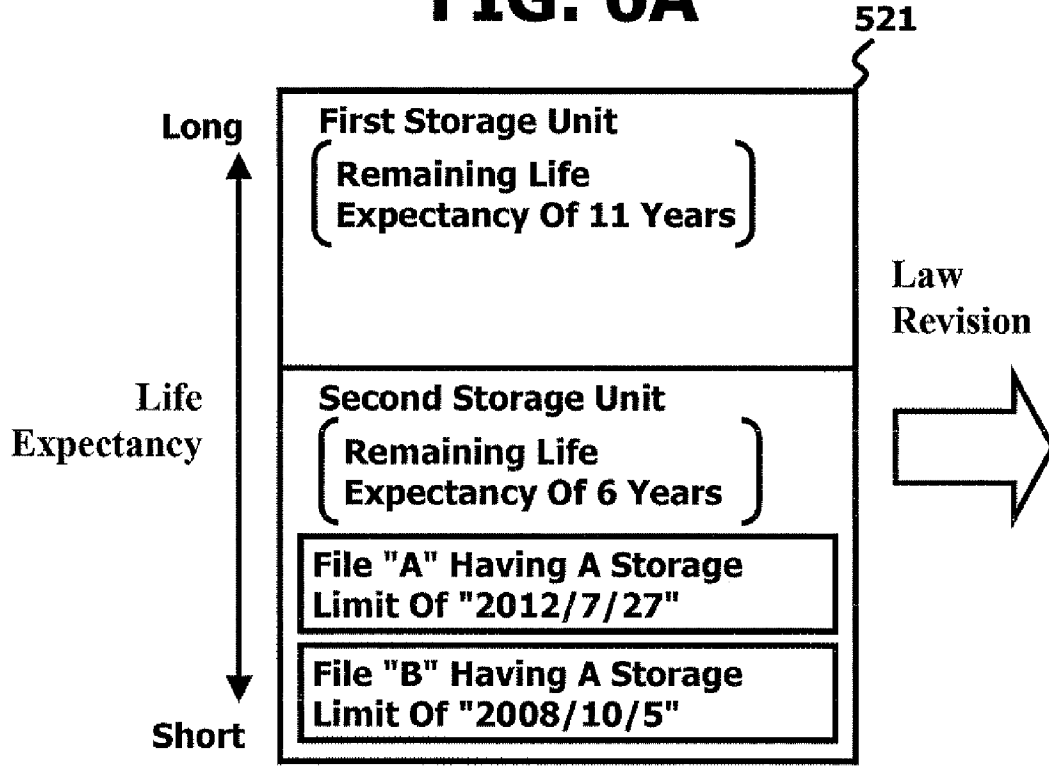 FIG. 6A
521
Long
First Storage Unit
Remaining Life
Expectancy Of 11 Years
Law
Revision
Life
Expectancy
Second Storage Unit
Remaining Life
Expectancy Of 6 Years
File "A" Having A Storage
Limit Of "2012/7/27"
File "B" Having A Storage
Limit Of "2008/10/5"
Short